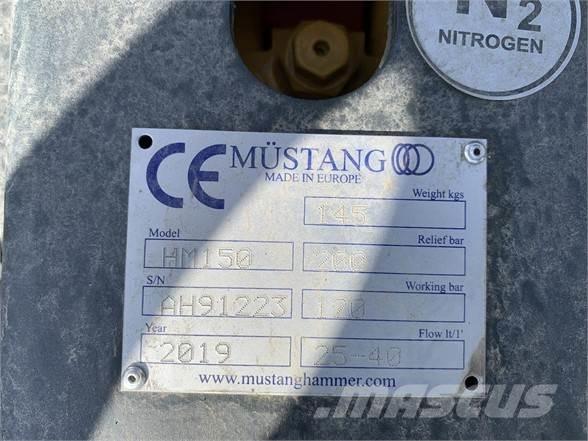 N2
NITROGEN
CE MÜSTANG
MADE IN EUROPE
Weight kgs
145
Model
Relief bar
HM150
200
S/N
Working bar
AH91223
120
Year
Flow lt/1'
2019
25-40
www.mustanghammer.com
MASCUS